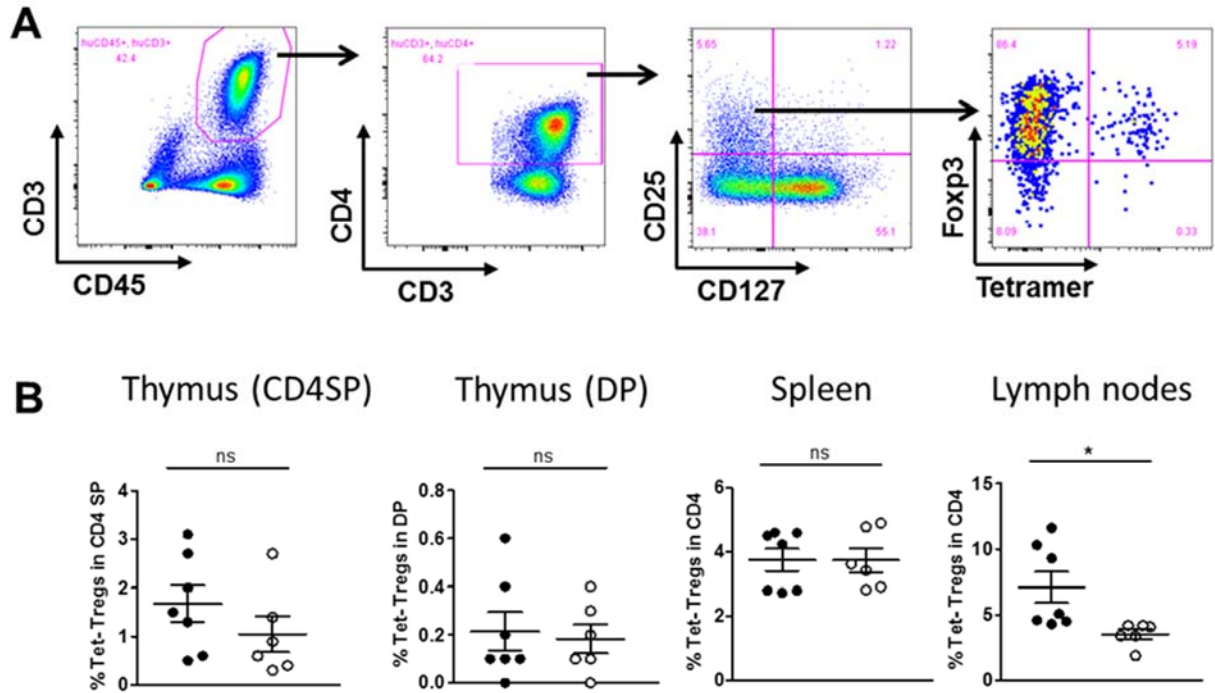 A
huCD45+, huCD3+
42.4
CD3
CD45
huCD3+, huCD4+
64.2
CD4
CD3
5.65
1.22
38.1
55.1
CD25
CD127
86.4
5.19
8.09
0.33
Foxp3
Tetramer
B
Thymus (CD4SP)
ns
% Tet- Tregs in CD4 SP
4
3
2
1
0
Thymus (DP)
ns
% Tet- Tregs in DP
0.8
0.6
0.4
0.2
0.0
Spleen
ns
% Tet- Tregs in CD4
6
4
2
0
Lymph nodes
*
% Tet- Tregs in CD4
15
10
5
0